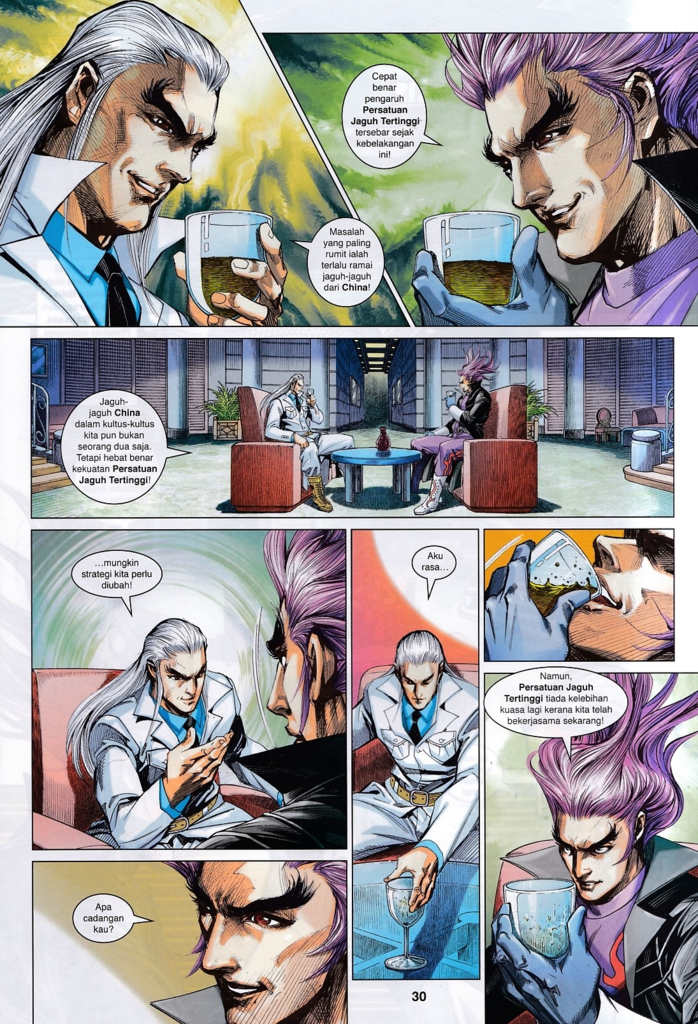 Cepat
benar
pengaruh
Persatuan
Jaguh Tertinggi
tersebar sejak
kebelakangan
ini!
Masalah
yang paling
rumit ialah
terlalu ramai
jaguh-jaguh
dari China!
Jaguh-
jaguh China
dalam kultus-kultus
kita pun bukan
seorang dua saja.
Tetapi hebat benar
kekuatan Persatuan
Jaguh Tertinggi!
...mungkin
strategi kita perlu
diubah!
Aku
rasa...
Namun,
Persatuan Jaguh
Tertinggi tiada kelebihan
kuasa lagi kerana kita telah
bekerjasama sekarang!
Apa
cadangan
kau?
30